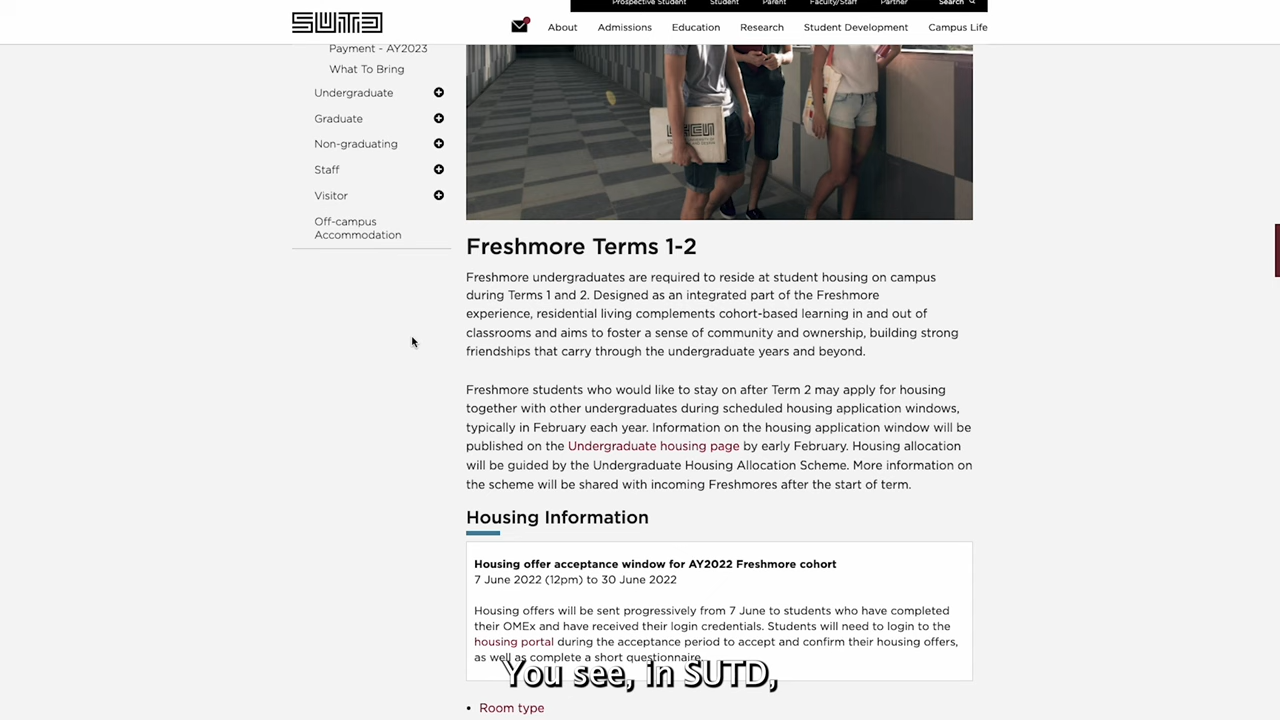 Prospective Student Student Parent Faculty/Staff Partner Search
SUTD
About Admissions Education Research Student Development Campus Life
Payment - AY2023
What To Bring
Undergraduate
Graduate
Non-graduating
Staff
Visitor
Off-campus
Accommodation
Freshmore Terms 1-2
Freshmore undergraduates are required to reside at student housing on campus
during Terms 1 and 2. Designed as an integrated part of the Freshmore
experience, residential living complements cohort-based learning in and out of
classrooms and aims to foster a sense of community and ownership, building strong
friendships that carry through the undergraduate years and beyond.
Freshmore students who would like to stay on after Term 2 may apply for housing
together with other undergraduates during scheduled housing application windows,
typically in February each year. Information on the housing application window will be
published on the Undergraduate housing page by early February. Housing allocation
will be guided by the Undergraduate Housing Allocation Scheme. More information on
the scheme will be shared with incoming Freshmores after the start of term.
Housing Information
Housing offer acceptance window for AY2022 Freshmore cohort
7 June 2022 (12pm) to 30 June 2022
Housing offers will be sent progressively from 7 June to students who have completed
their OMEx and have received their login credentials. Students will need to login to the
housing portal during the acceptance period to accept and confirm their housing offers,
as well as complete a short questionnaire.
You see, in SUTD,
• Room type